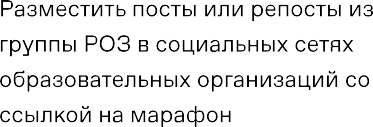 Разместить посты или репосты из
группы РОЗ в социальных сетях
образовательных организаций со
ссылкой на марафон